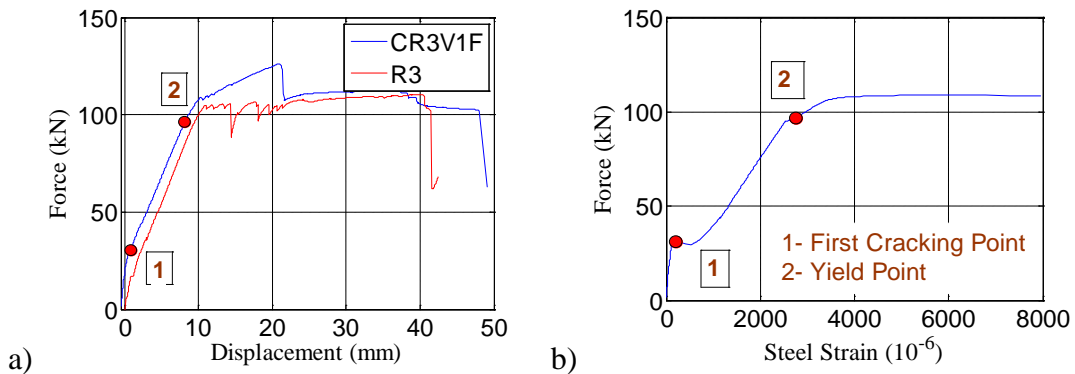 150
100
50
0
Force (kN)
0
10
20
30
40
50
Displacement (mm)
CR3V1F
R3
2
1
a)
150
100
50
0
Force (kN)
0
2000
4000
6000
8000
Steel Strain (10⁻⁶)
2
1
1- First Cracking Point
2- Yield Point
b)